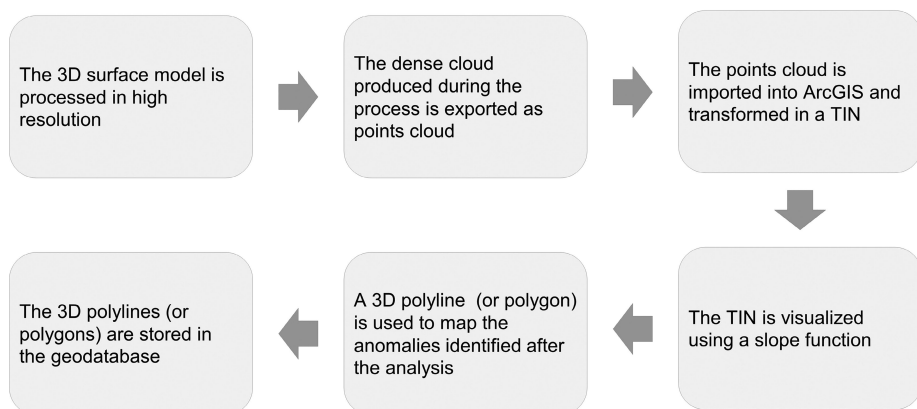 The 3D surface model is
processed in high
resolution
The dense cloud
produced during the
process is exported as
points cloud
The points cloud is
imported into ArcGIS and
transformed in a TIN
The TIN is visualized
using a slope function
A 3D polyline  (or polygon)
is used to map the
anomalies identified after
the analysis
The 3D polylines (or
polygons) are stored in
the geodatabase